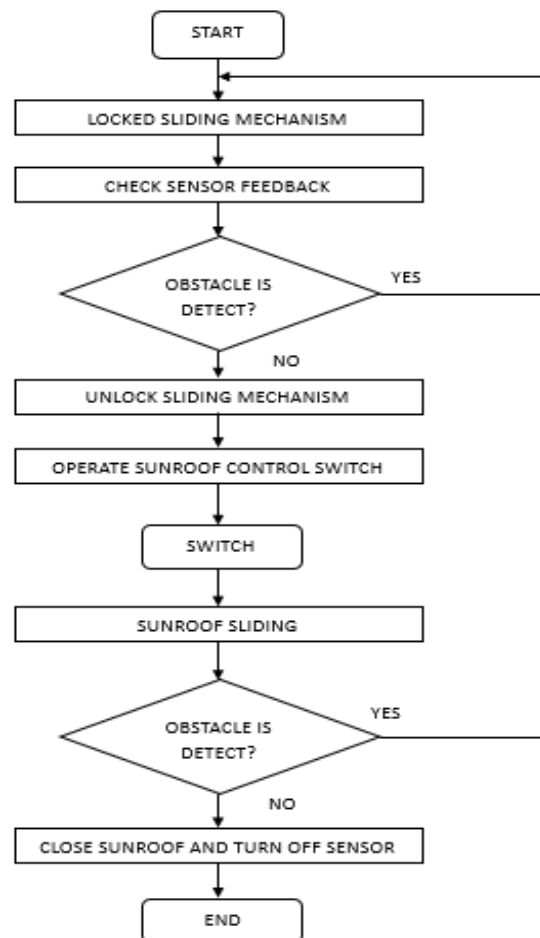 START
LOCKED SLIDING MECHANISM
CHECK SENSOR FEEDBACK
OBSTACLE IS
DETECT?
YES
NO
UNLOCK SLIDING MECHANISM
OPERATE SUNROOF CONTROL SWITCH
SWITCH
SUNROOF SLIDING
OBSTACLE IS
DETECT?
YES
NO
CLOSE SUNROOF AND TURN OFF SENSOR
END